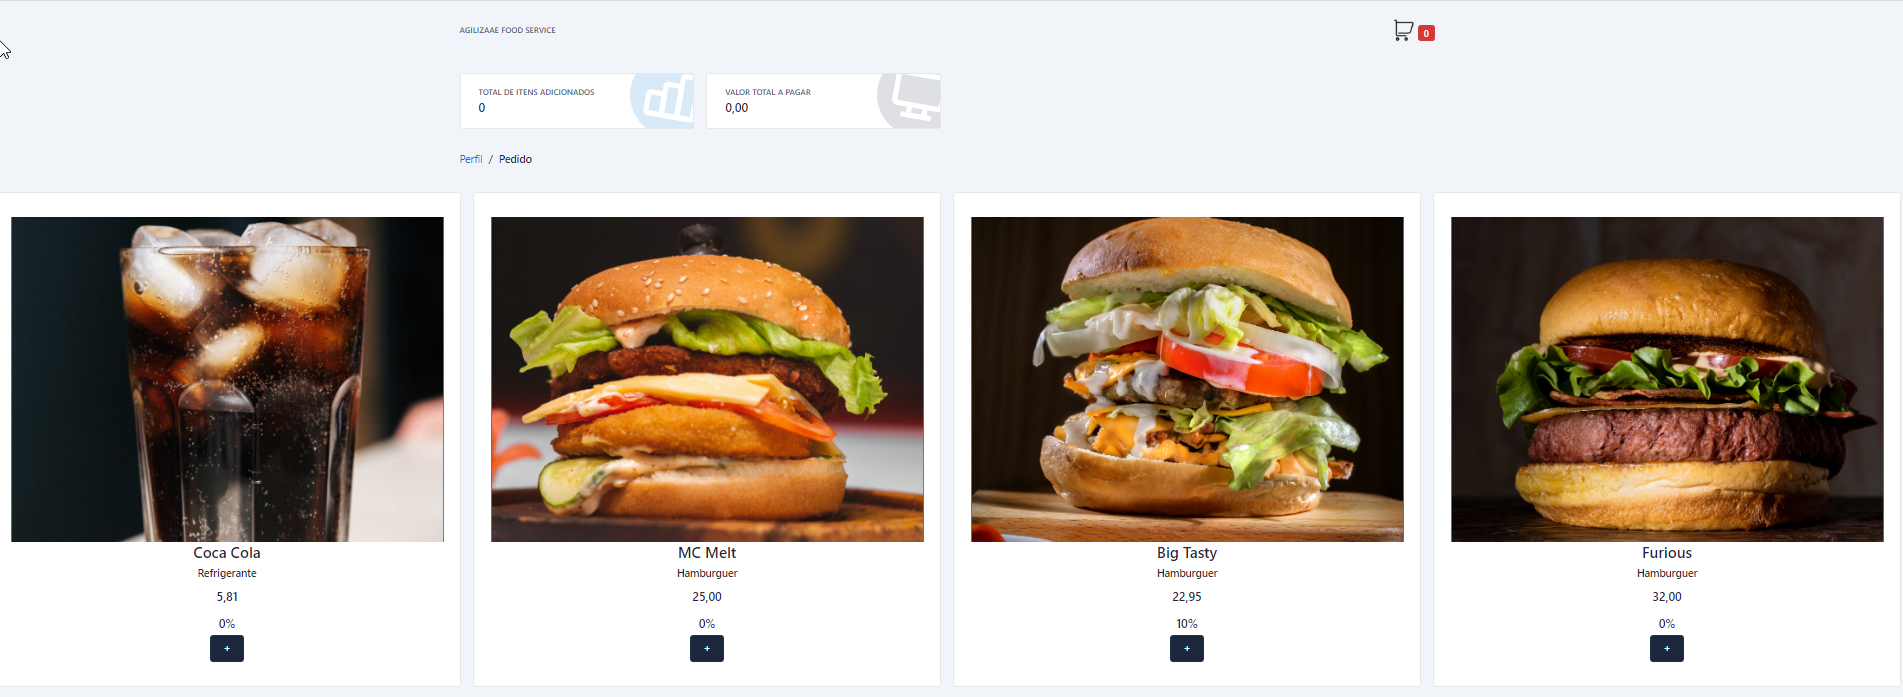 AGILIZAAE FOOD SERVICE
0
TOTAL DE ITENS ADICIONADOS
0
VALOR TOTAL A PAGAR
0,00
Perfil / Pedido
Coca Cola
Refrigerante
5,81
0%
+
MC Melt
Hamburguer
25,00
0%
+
Big Tasty
Hamburguer
22,95
10%
+
Furious
Hamburguer
32,00
0%
+